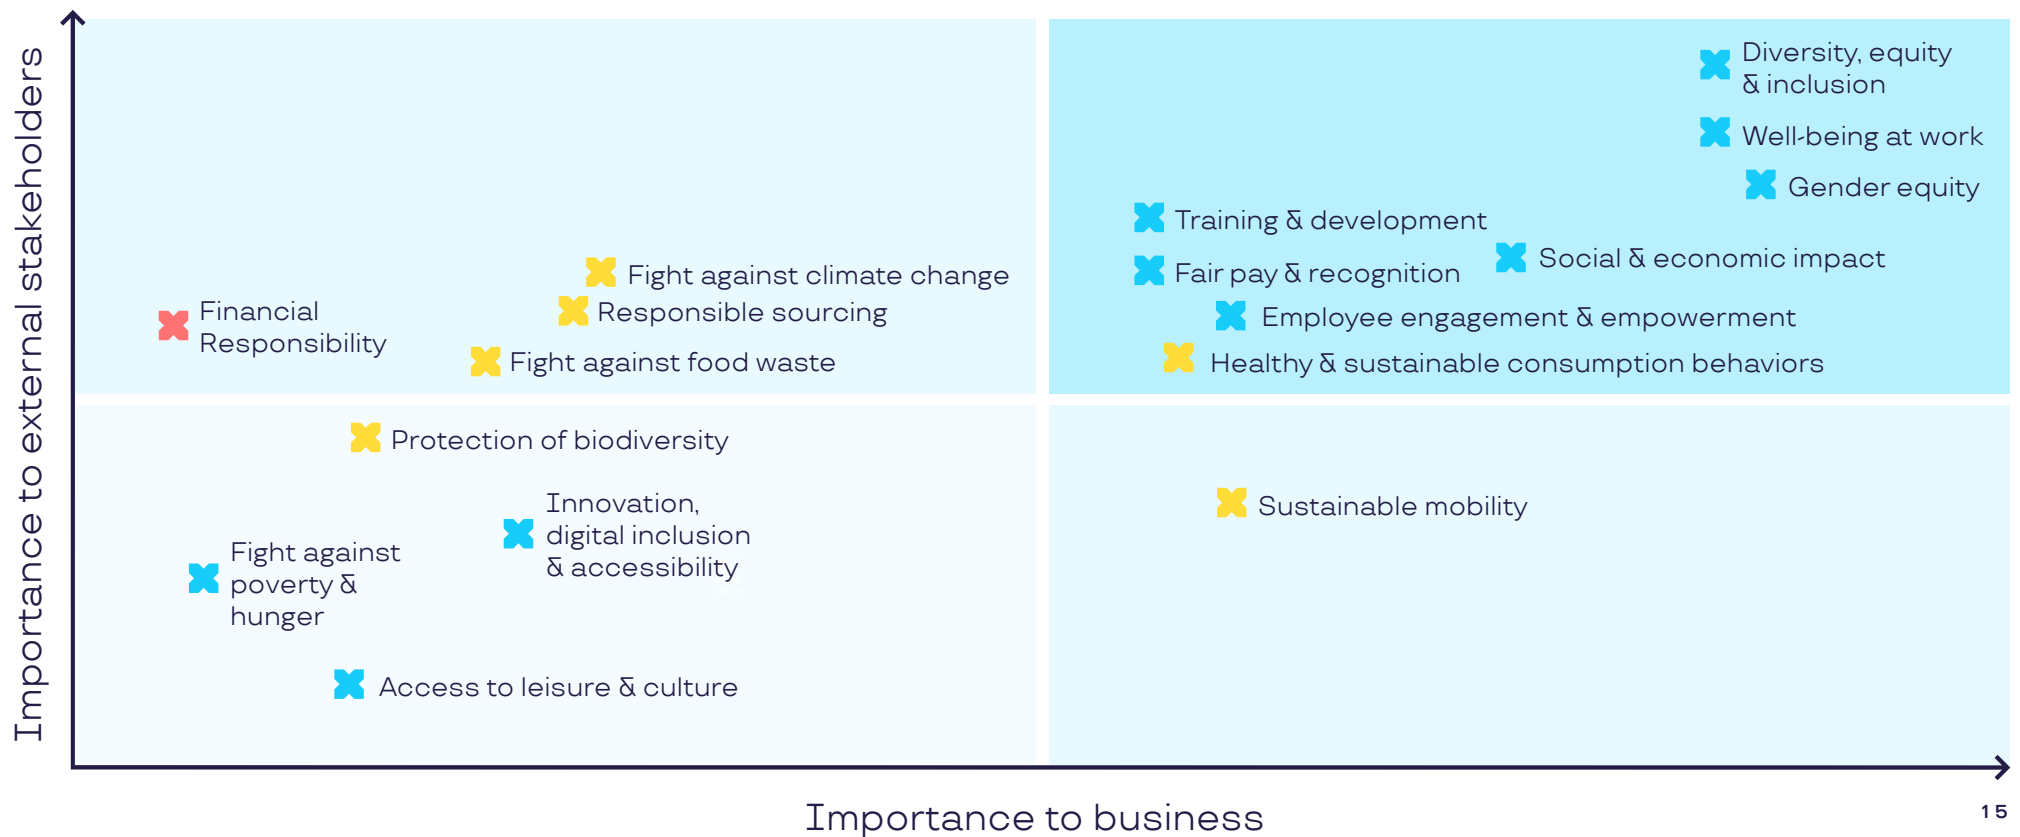 Importance to external stakeholders
Diversity, equity
& inclusion
Well-being at work
Gender equity
Training & development
Social & economic impact
Fair pay & recognition
Employee engagement & empowerment
Healthy & sustainable consumption behaviors
Fight against climate change
Responsible sourcing
Financial
Responsibility
Fight against food waste
Protection of biodiversity
Innovation,
digital inclusion
& accessibility
Fight against
poverty &
hunger
Access to leisure & culture
Sustainable mobility
Importance to business
15